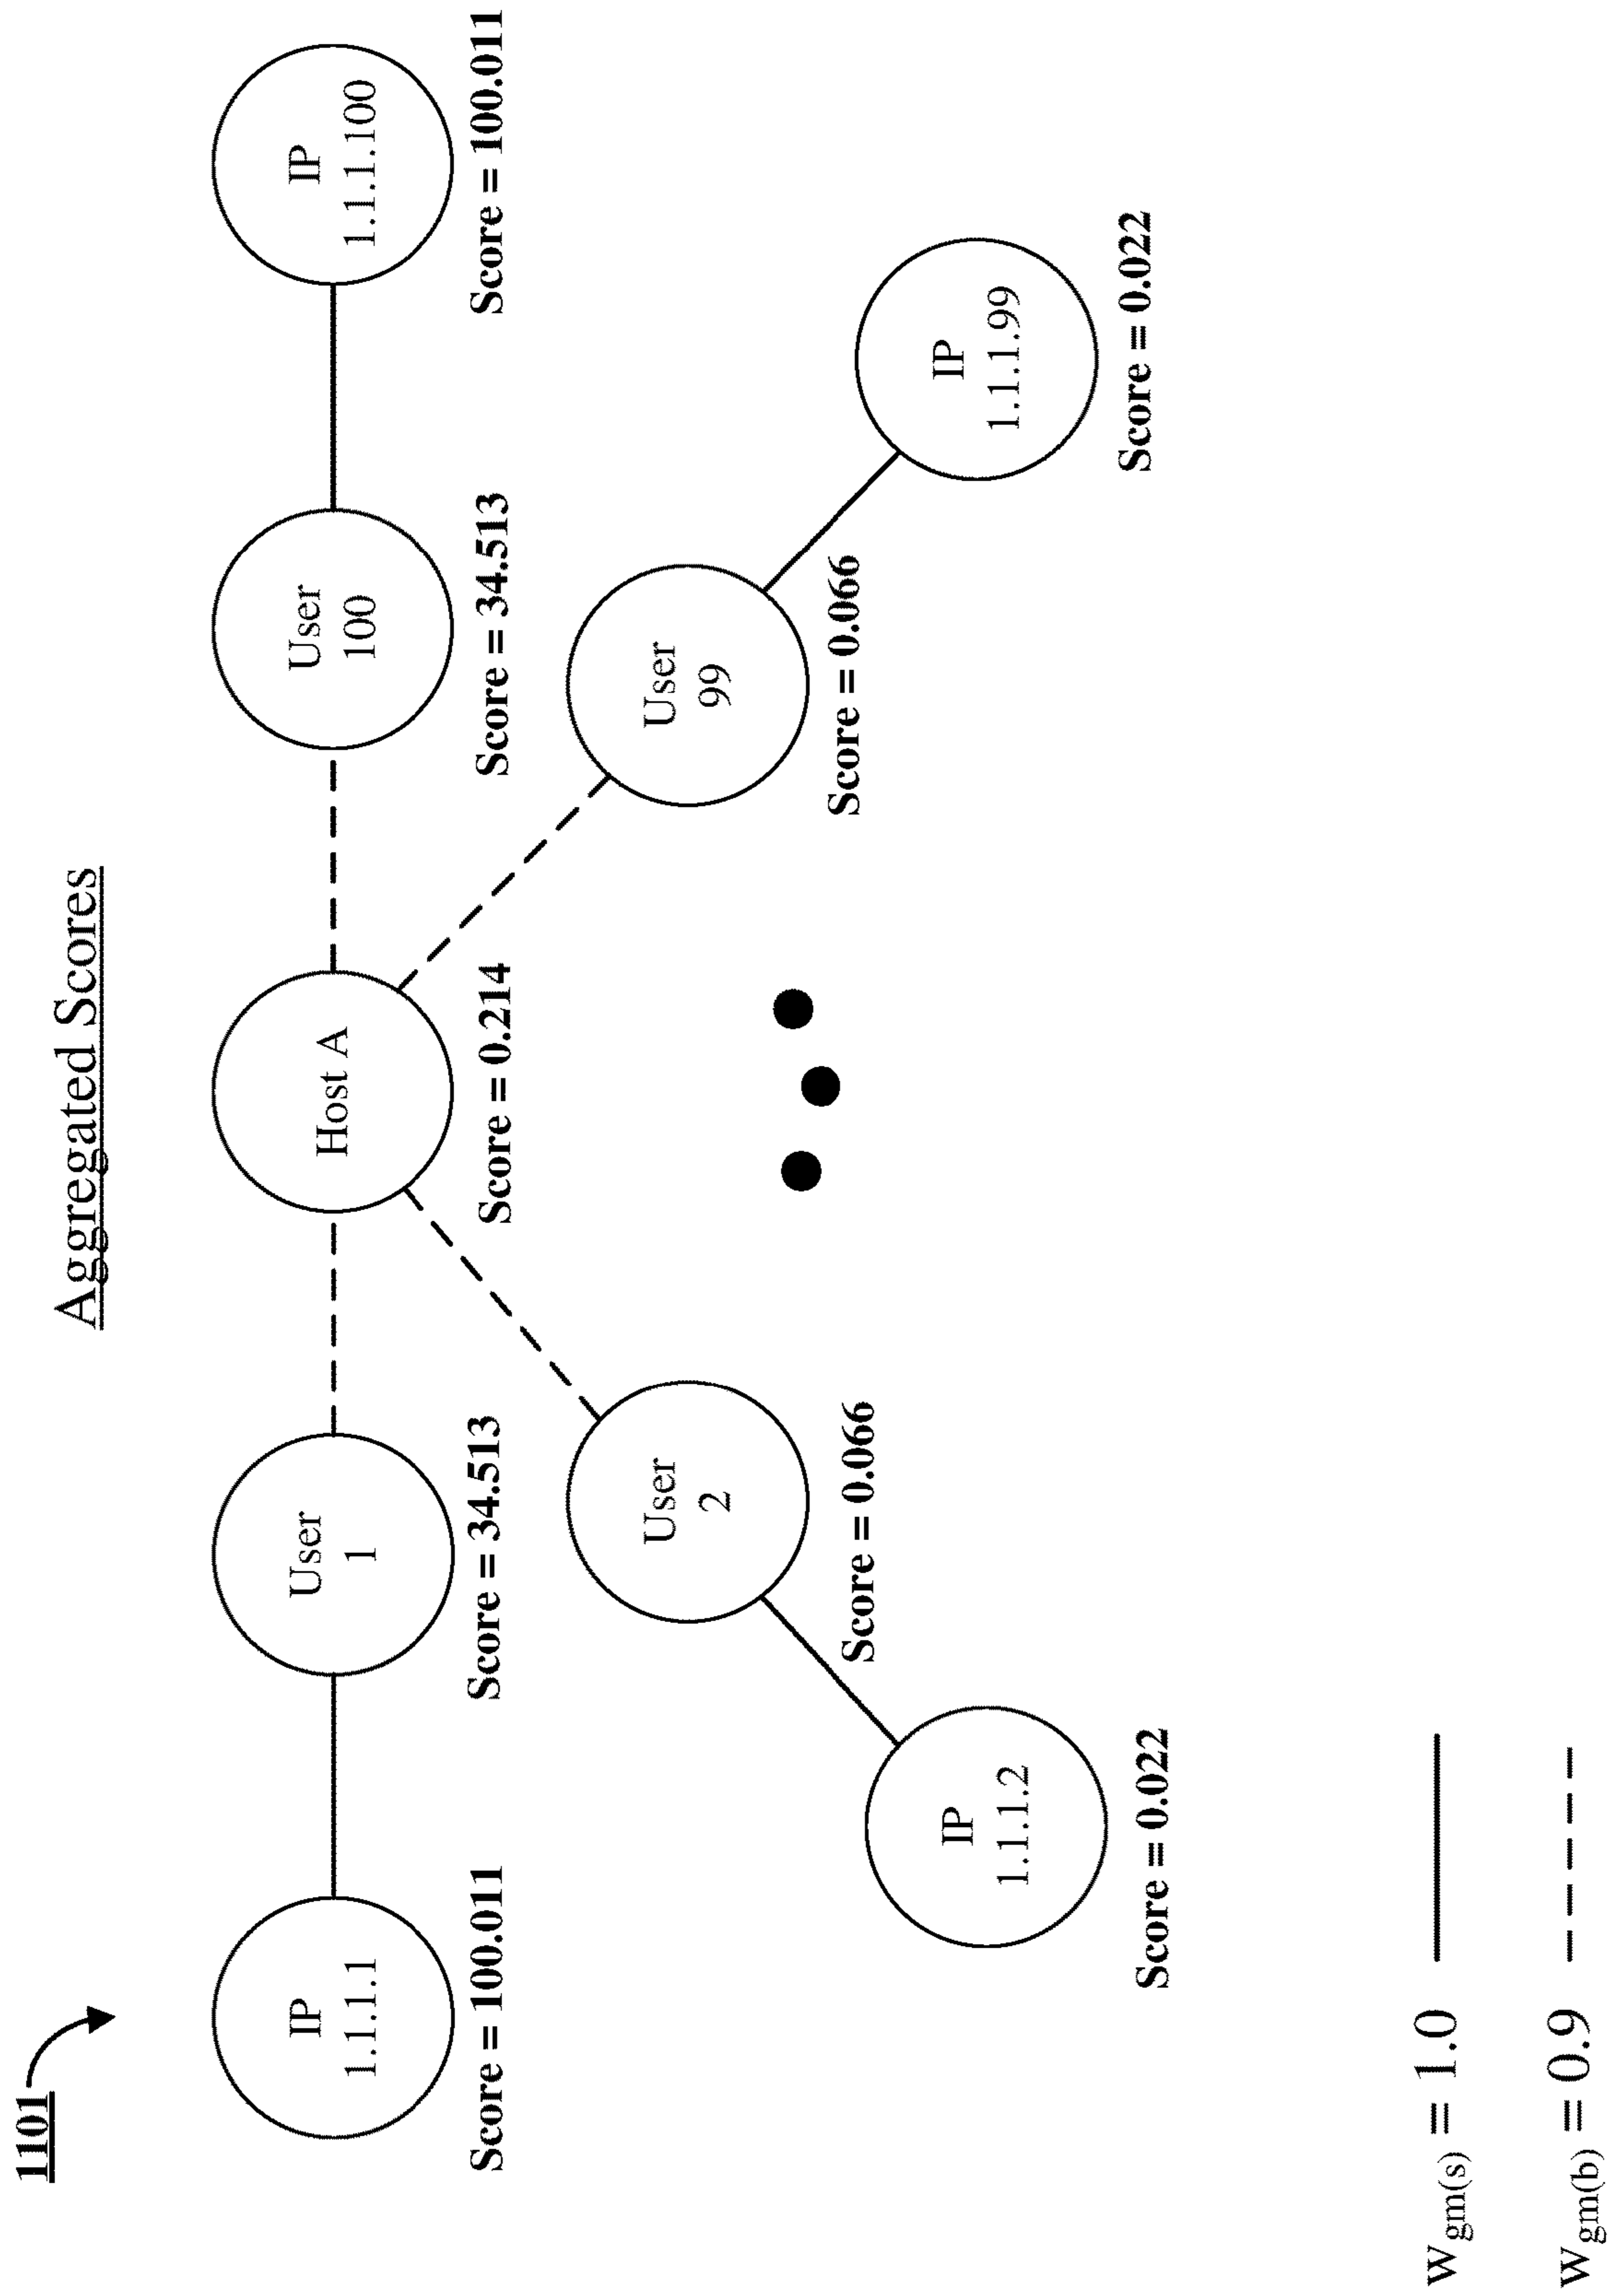 1101
Aggregated Scores
IP
1.1.1.1
Score = 100.011
User
1
Score = 34.513
Host A
Score = 0.214
User
100
Score = 34.513
IP
1.1.1.100
Score = 100.011
User
2
Score = 0.066
User
99
Score = 0.066
IP
1.1.1.2
Score = 0.022
IP
1.1.1.99
Score = 0.022
Wgm(s) = 1.0
Wgm(b) = 0.9